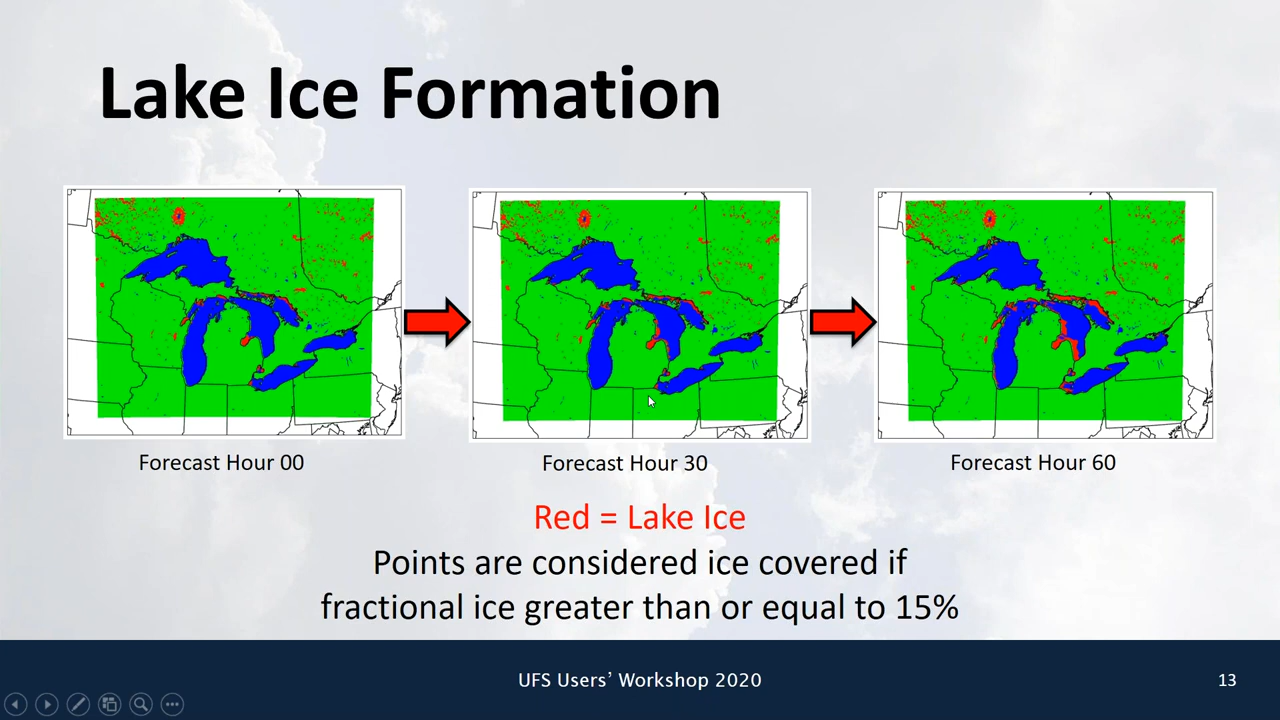 Lake Ice Formation
Forecast Hour 00
Forecast Hour 30
Forecast Hour 60
Red = Lake Ice
Points are considered ice covered if
fractional ice greater than or equal to 15%
UFS Users’ Workshop 2020
13